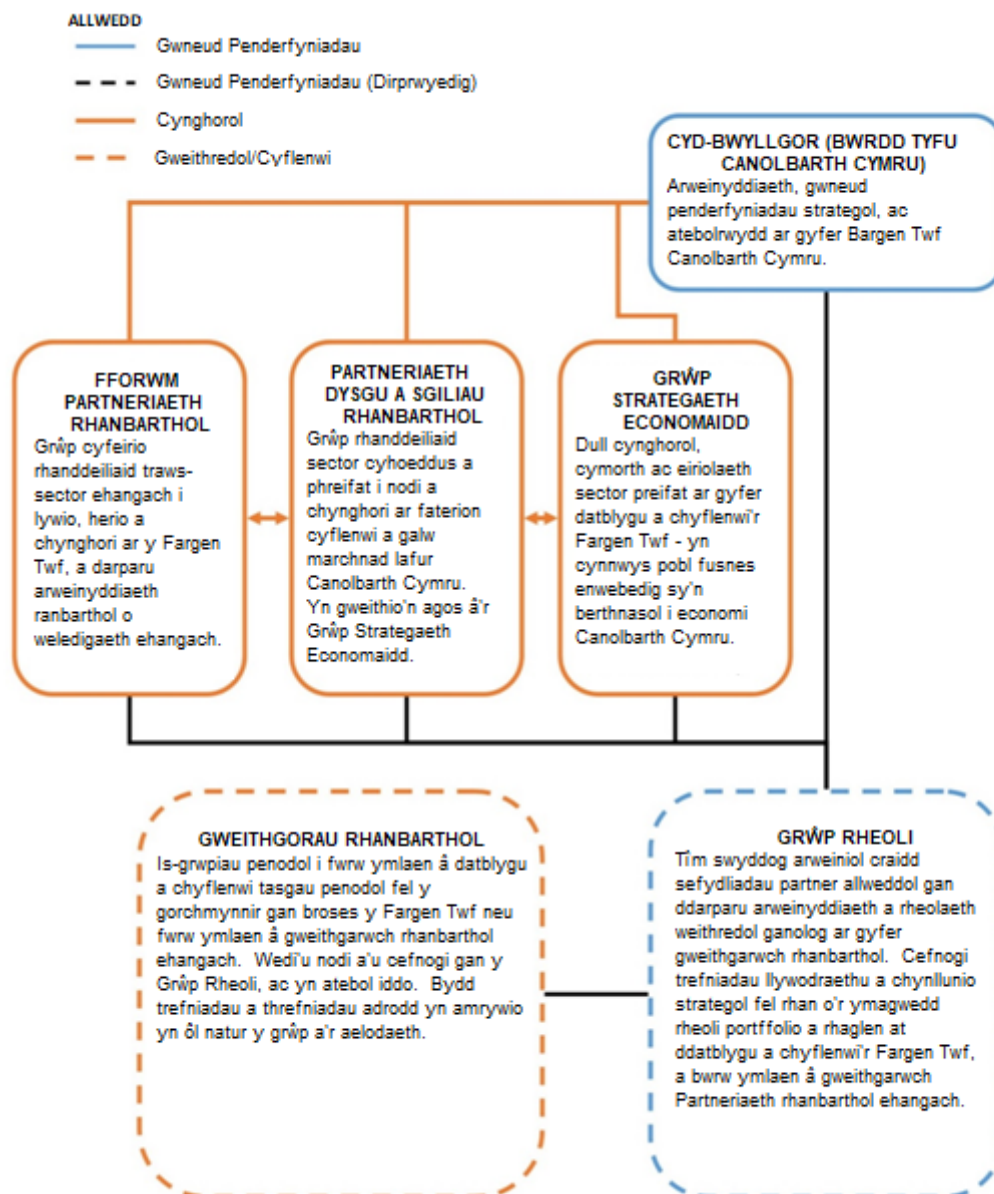 ALLWEDD
Gwneud Penderfyniadau
Gwneud Penderfyniadau (Dirprwyedig)
Cynghorol
Gweithredol/Cyflenwi
CYD-BWYLLGOR (BWRDD TYFU
CANOLBARTH CYMRU)
Arweinyddiaeth, gwneud
penderfyniadau strategol, ac
atebolrwydd ar gyfer Bargen Twf
Canolbarth Cymru.
FFORWM
PARTNERIAETH
RHANBARTHOL
Grŵp cyfeirio
rhanddeiliaid traws-
sector ehangach i
lywio, herio a
chynghori ar y Fargen
Twf, a darparu
arweinyddiaeth
ranbarthol o
weledigaeth ehangach.
PARTNERIAETH
DYSGU A SGILIAU
RHANBARTHOL
Grŵp rhanddeiliaid
sector cyhoeddus a
phreifat i nodi a
chynghori ar faterion
cyflenwi a galw
marchnad lafur
Canolbarth Cymru.
Yn gweithio'n agos â'r
Grŵp Strategaeth
Economaidd.
GRŴP
STRATEGAETH
ECONOMAIDD
Dull cynghorol,
cymorth ac eiriolaeth
sector preifat ar gyfer
datblygu a chyflenwi'r
Fargen Twf - yn
cynnwys pobl fusnes
enwebedig sy'n
berthnasol i economi
Canolbarth Cymru.
GWEITHGORAU RHANBARTHOL
Is-grwpiau penodol i fwrw ymlaen â datblygu
a chyflenwi tasgau penodol fel y
gorchmynnir gan broses y Fargen Twf neu
fwrw ymlaen â gweithgarwch rhanbarthol
ehangach. Wedi'u nodi a'u cefnogi gan y
Grŵp Rheoli, ac yn atebol iddo. Bydd
trefniadau a threfniadau adrodd yn amrywio
yn ôl natur y grŵp a'r aelodaeth.
GRŴP RHEOLI
Tîm swyddog arweiniol craidd
sefydliadau partner allweddol gan
ddarparu arweinyddiaeth a rheolaeth
weithredol ganolog ar gyfer
gweithgarwch rhanbarthol. Cefnogi
trefniadau llywodraethu a chynllunio
strategol fel rhan o'r ymagwedd
rheoli portffolio a rhaglen at
ddatblygu a chyflenwi'r Fargen Twf,
a bwrw ymlaen â gweithgarwch
Partneriaeth rhanbarthol ehangach.